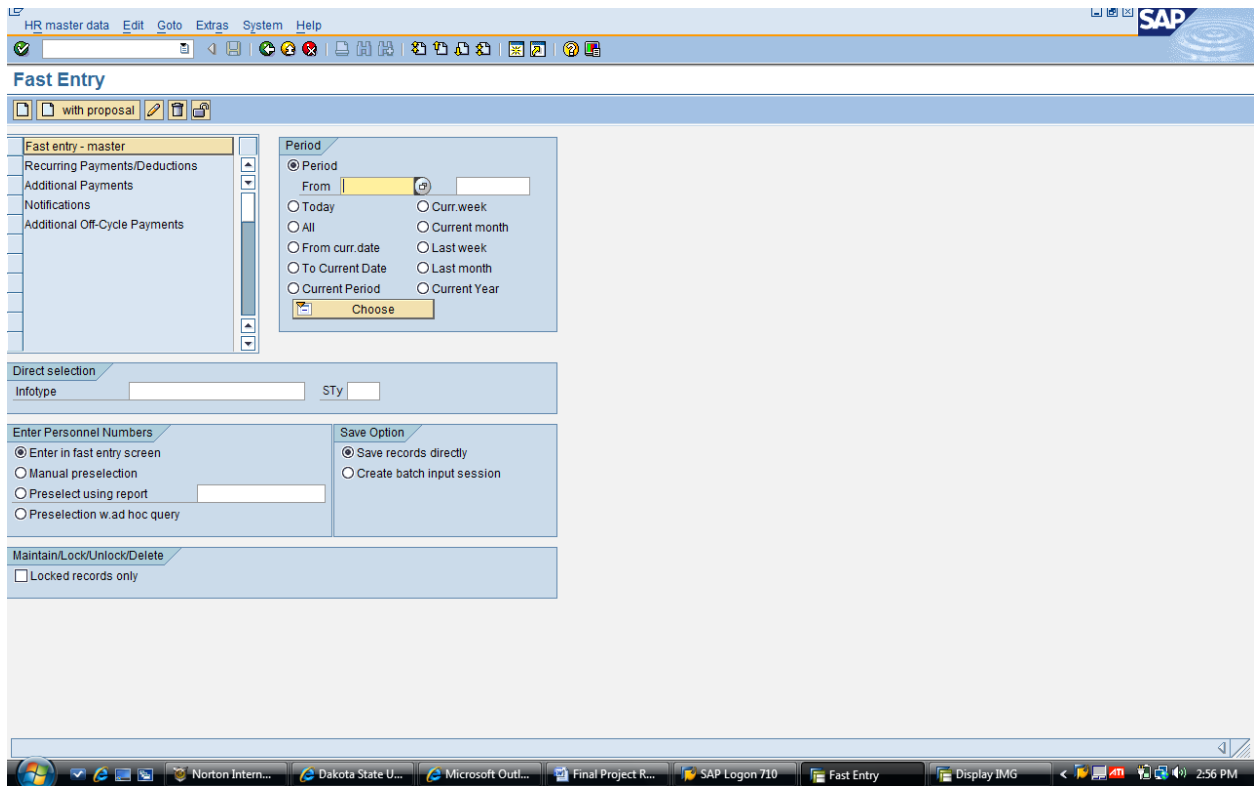 HR master data Edit Goto Extras System Help
SAP
Fast Entry
with proposal
Fast entry - master
Recurring Payments/Deductions
Additional Payments
Notifications
Additional Off-Cycle Payments
Period
Period
From
Today Curr.week
All Current month
From curr.date Last week
To Current Date Last month
Current Period Current Year
Choose
Direct selection
Infotype STy
Enter Personnel Numbers
Enter in fast entry screen
Manual preselection
Preselect using report
Preselection w.ad hoc query
Save Option
Save records directly
Create batch input session
Maintain/Lock/Unlock/Delete
Locked records only
Norton Intern... Dakota State U... Microsoft Outl... Final Project R... SAP Logon 710 Fast Entry Display IMG ATI 2:56 PM